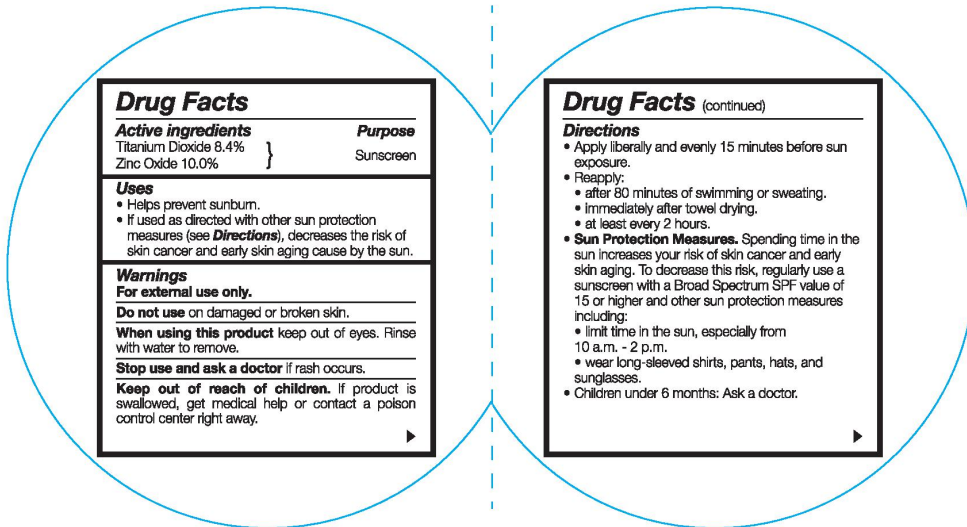 Drug Facts
Active ingredients Purpose
Titanium Dioxide 8.4%
Zinc Oxide 10.0% } Sunscreen
Uses
• Helps prevent sunburn.
• If used as directed with other sun protection
measures (see Directions), decreases the risk of
skin cancer and early skin aging cause by the sun.
Warnings
For external use only.
Do not use on damaged or broken skin.
When using this product keep out of eyes. Rinse
with water to remove.
Stop use and ask a doctor if rash occurs.
Keep out of reach of children. If product is
swallowed, get medical help or contact a poison
control center right away.
Drug Facts (continued)
Directions
• Apply liberally and evenly 15 minutes before sun
exposure.
• Reapply:
• after 80 minutes of swimming or sweating.
• immediately after towel drying.
• at least every 2 hours.
• Sun Protection Measures. Spending time in the
sun increases your risk of skin cancer and early
skin aging. To decrease this risk, regularly use a
sunscreen with a Broad Spectrum SPF value of
15 or higher and other sun protection measures
including:
• limit time in the sun, especially from
10 a.m. - 2 p.m.
• wear long-sleeved shirts, pants, hats, and
sunglasses.
• Children under 6 months: Ask a doctor.